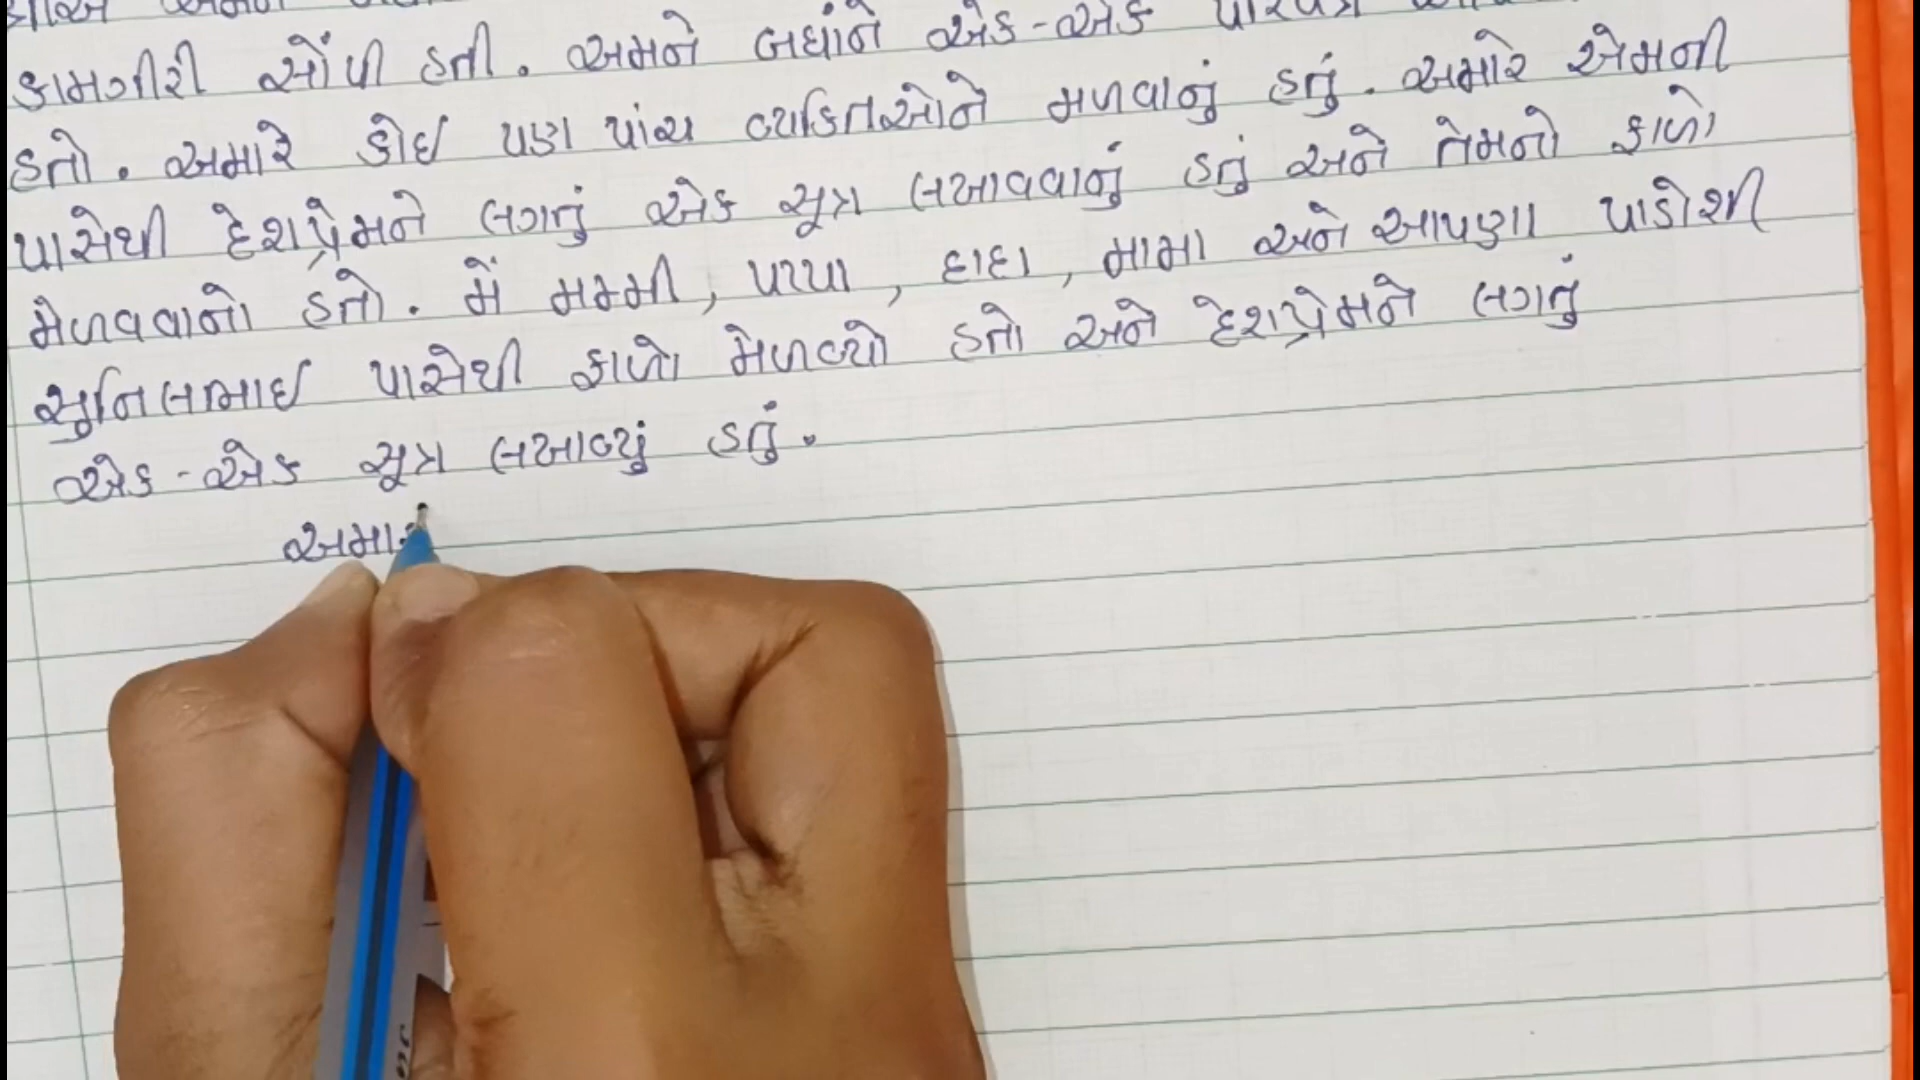 અમને
કામગીરી સોંપી હતી. અમને બધાંને એક-એક
હતો. અમારે કોઈ પણ પાંચ વ્યકિતઓને મળવાનું હતું. અમારે એમની
પાસેથી દેશપ્રેમને લગતું એક સૂત્ર લખાવવાનું હતું અને તેમનો ફાળો
મેળવવાનો હતો. મેં મમ્મી, પપ્પા, દાદા, મામા અને આપણા પાડોશી
સુનિલભાઈ પાસેથી ફાળો મેળવ્યો હતો અને દેશપ્રેમને લગતું
એક-એક સૂત્ર લખાવ્યું હતું.
અમા